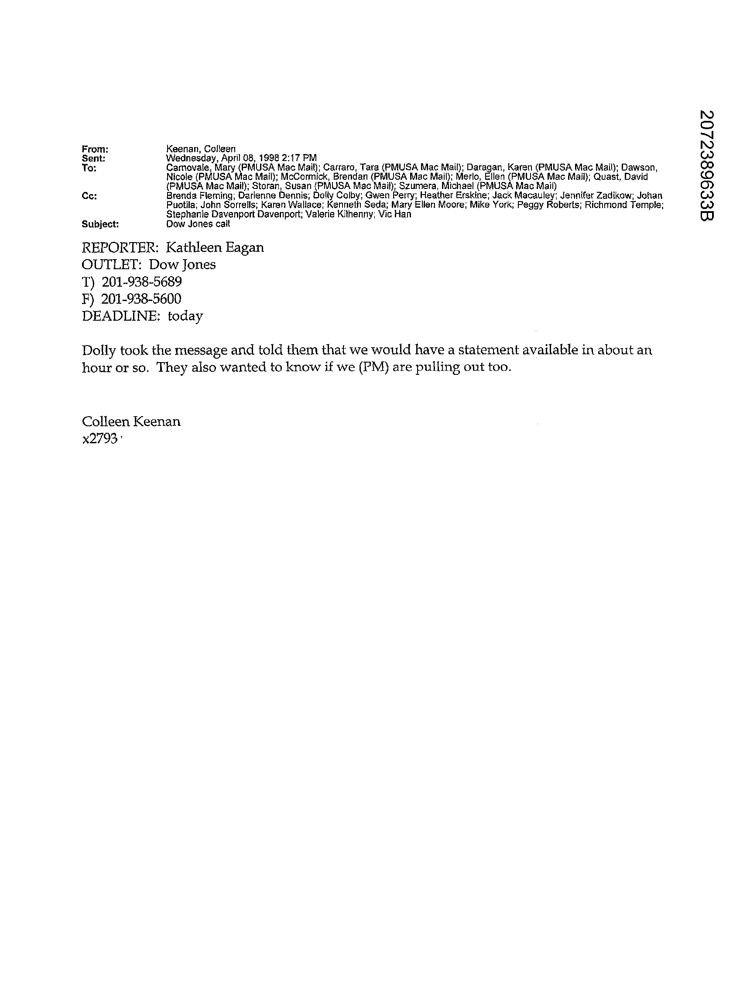 2072389633B
From: Keenan, Colleen
Sent: Wednesday, April 08, 1998 2:17 PM
To: Carnovale, Mary (PMUSA Mac Mail); Carraro, Tara (PMUSA Mac Mail); Daragan, Karen (PMUSA Mac Mail); Dawson,
Nicole (PMUSA Mac Mail); McCormick, Brendan (PMUSA Mac Mail); Merlo, Ellen (PMUSA Mac Mail); Quast, David
(PMUSA Mac Mail); Storan, Susan (PMUSA Mac Mail); Szumera, Michael (PMUSA Mac Mail)
Cc: Brenda Fleming; Darienne Dennis; Dolly Colby; Gwen Perry; Heather Erskine; Jack Macauley; Jennifer Zadikow; Johan
Puotila; John Sorrells; Karen Wallace; Kenneth Seda; Mary Ellen Moore; Mike York; Peggy Roberts; Richmond Temple;
Stephanie Davenport Davenport; Valerie Kilhenny; Vic Han
Subject: Dow Jones call
REPORTER: Kathleen Eagan
OUTLET: Dow Jones
T) 201-938-5689
F) 201-938-5600
DEADLINE: today
Dolly took the message and told them that we would have a statement available in about an
hour or so. They also wanted to know if we (PM) are pulling out too.
Colleen Keenan
x2793